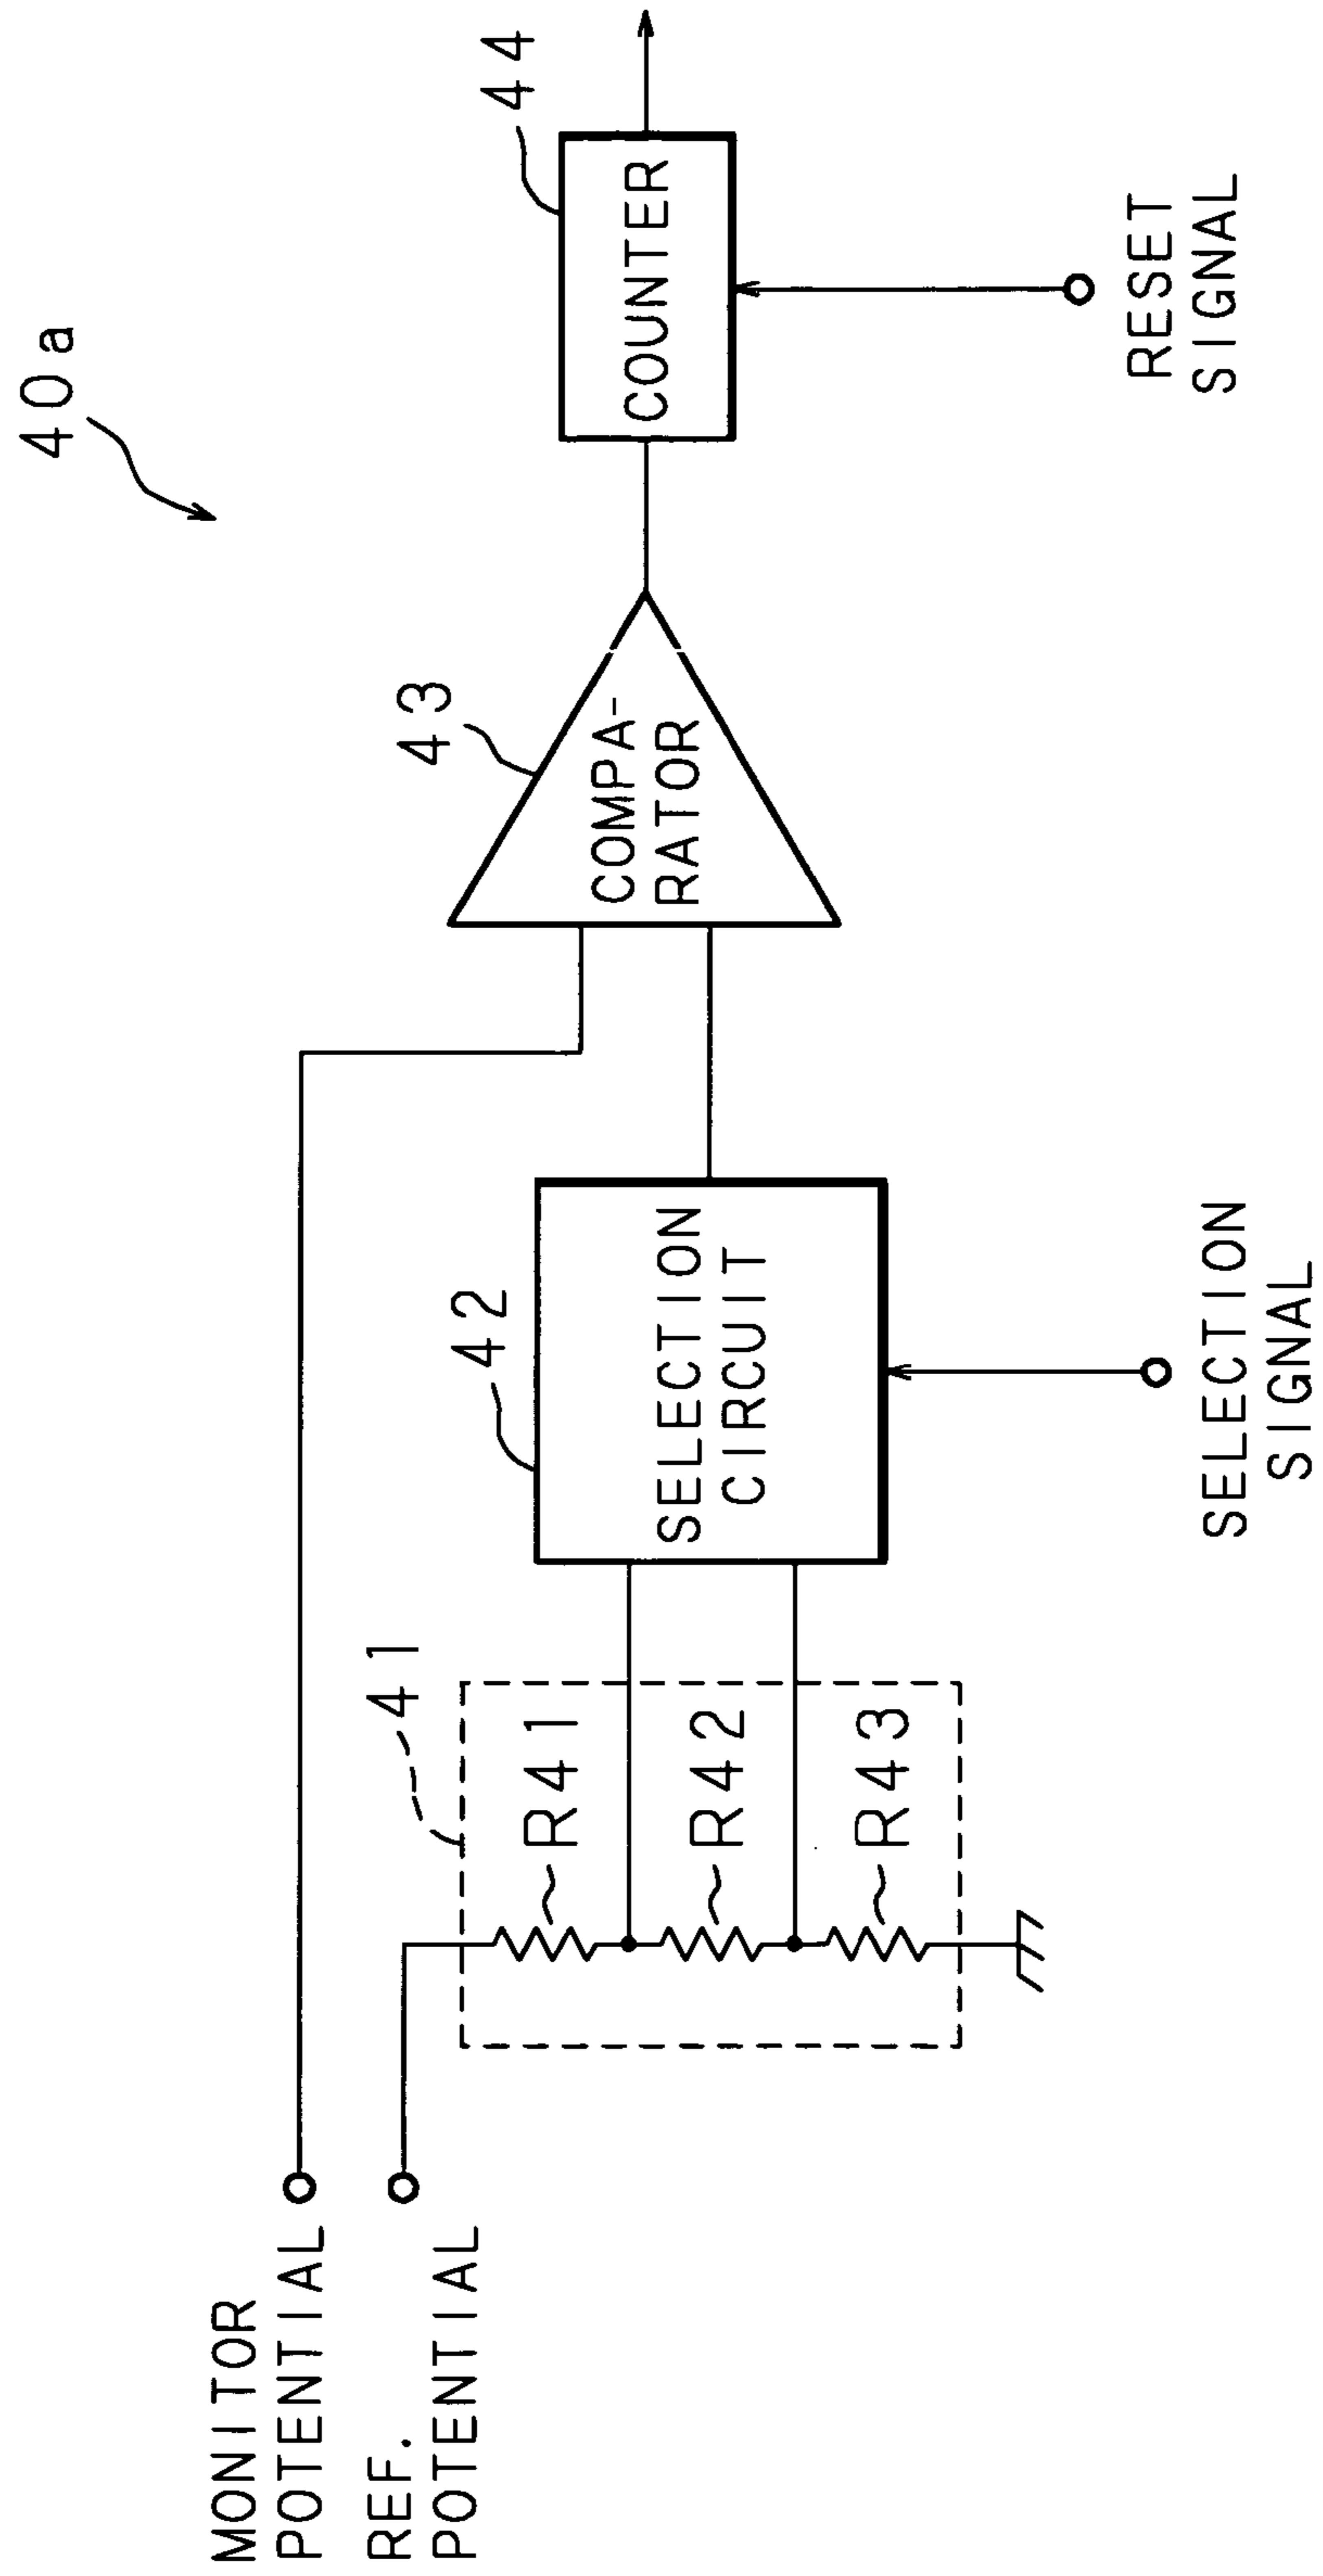 40a
MONITOR
POTENTIAL
REF.
POTENTIAL
41
R41
R42
R43
42
SELECTION
CIRCUIT
SELECTION
SIGNAL
43
COMPA-
RATOR
44
COUNTER
RESET
SIGNAL